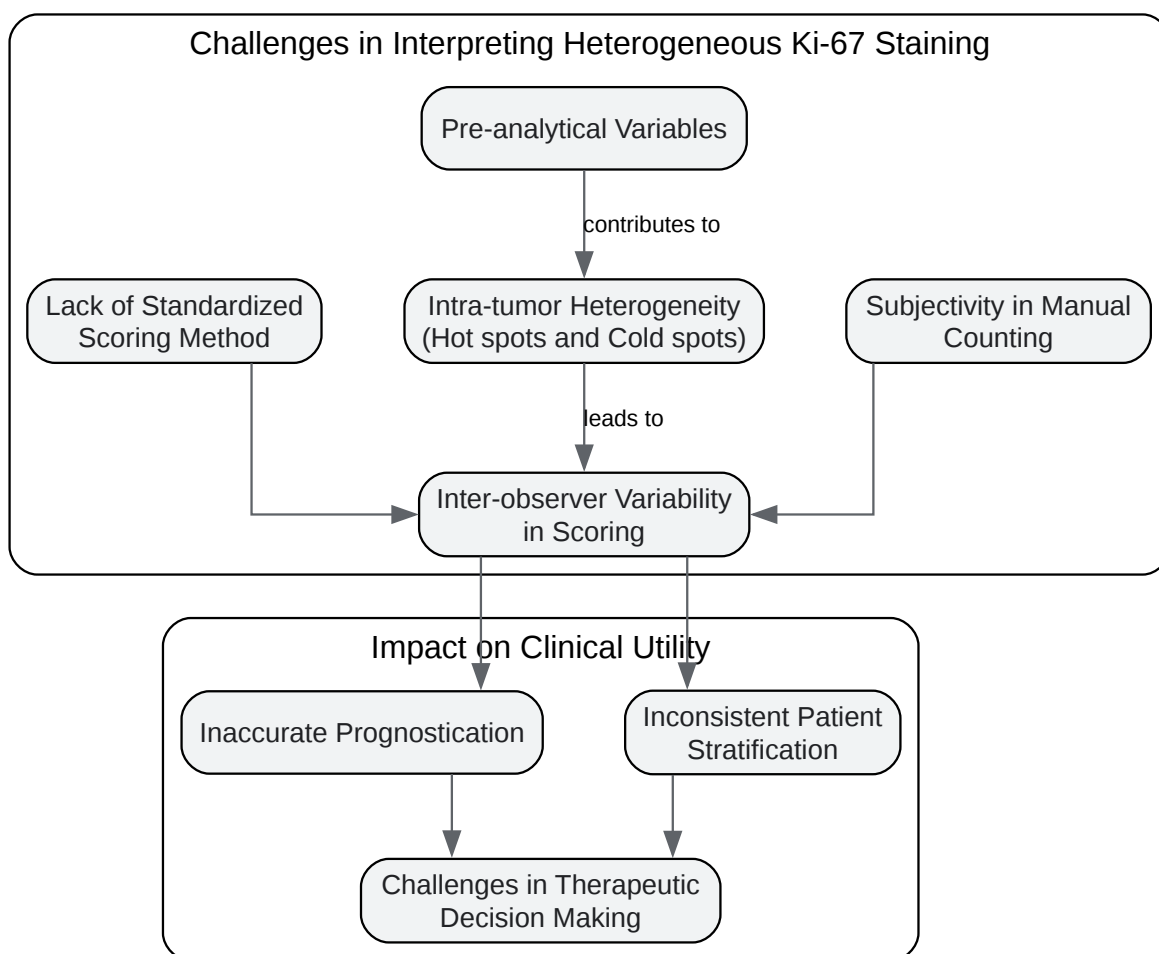 Challenges in Interpreting Heterogeneous Ki-67 Staining
Pre-analytical Variables
contributes to
Lack of Standardized
Scoring Method
Intra-tumor Heterogeneity
(Hot spots and Cold spots)
Subjectivity in Manual
Counting
leads to
Inter-observer Variability
in Scoring
Impact on Clinical Utility
Inaccurate Prognostication
Inconsistent Patient
Stratification
Challenges in Therapeutic
Decision Making